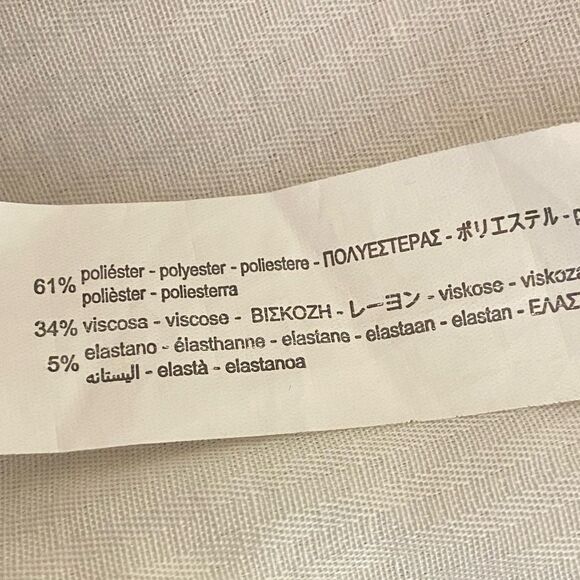 61% poliéster - polyester - poliestere - ΠΟΛΥΕΣΤΕΡΑΣ - ポリエステル - p
polièster - poliesterra
34% viscosa - viscose - ΒΙΣΚΟΖΗ - レーヨン - viskose - viskoza
5% elastano - élasthanne - elastane - elastaan - elastan - ΕΛΑΣ
اليستانه - elastà - elastanoa